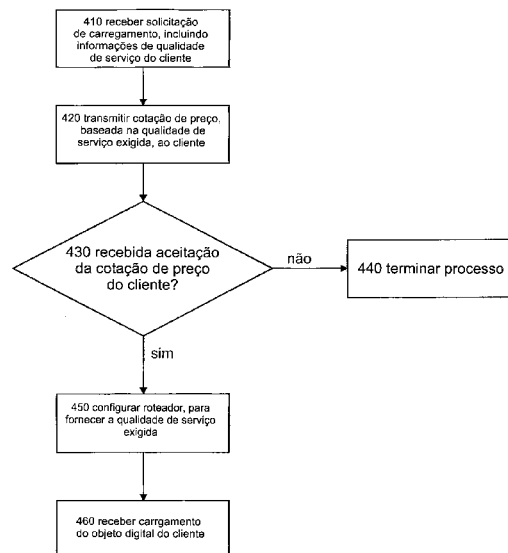 410 receber solicitação
de carregamento, incluindo
informações de qualidade
de serviço do cliente
420 transmitir cotação de preço,
baseada na qualidade de
serviço exigida, ao cliente
430 recebida aceitação
da cotação de preço
do cliente?
não
440 terminar processo
sim
450 configurar roteador, para
fornecer a qualidade de serviço
exigida
460 receber carrgamento
do objeto digital do cliente